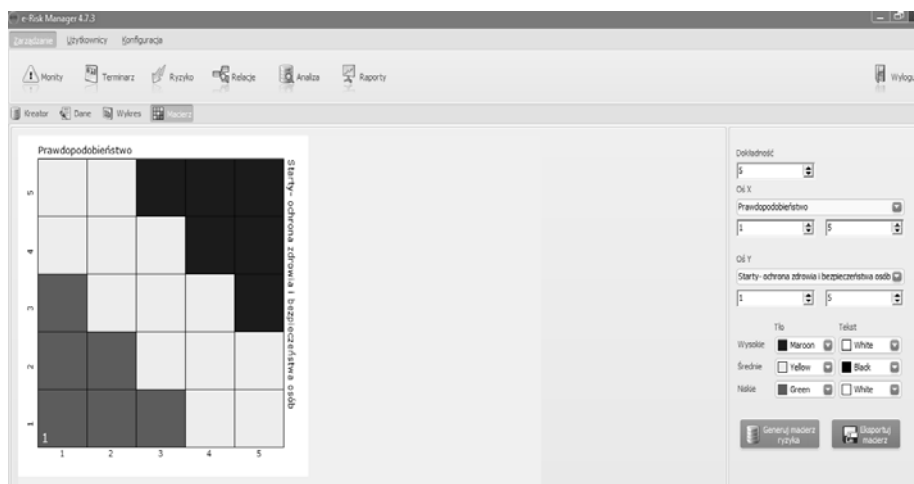 e-Risk Manager 4.7.3
Zarządzanie Użytkownicy Konfiguracja
Monity Terminarz Ryzyko Relacje Analiza Raporty Wylogu
Kreator Dane Wykres Macierz
Prawdopodobieństwo
Starty- ochrona zdrowia i bezpieczeństwa osób
5
4
3
2
1
1
1 2 3 4 5
Dokładność
5
Oś X
Prawdopodobieństwo
1 5
Oś Y
Starty- ochrona zdrowia i bezpieczeństwa osób
1 5
Tło Tekst
Wysokie Maroon White
Średnie Yellow Black
Niskie Green White
Generuj macierz
ryzyka
Eksportuj
macierz